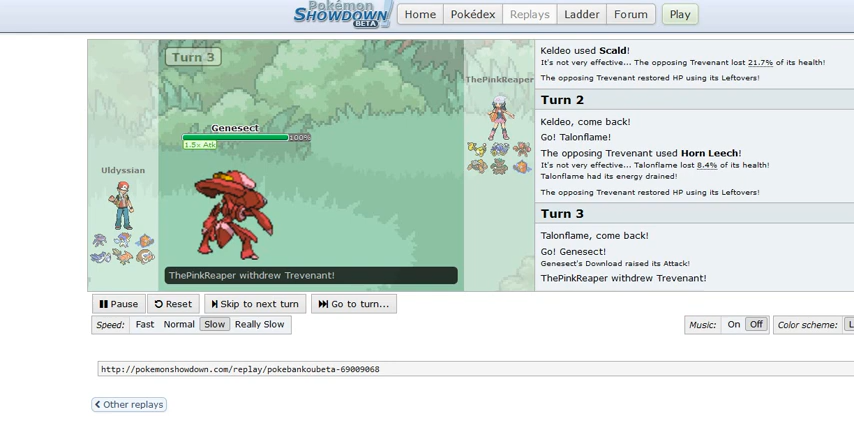 Pokémon
SHOWDOWN!
BETA
Home
Pokédex
Replays
Ladder
Forum
Play
Turn 3
Genesect
100%
1.5× Atk
Uldyssian
ThePinkReaper
ThePinkReaper withdrew Trevenant!
Keldeo used Scald!
It's not very effective... The opposing Trevenant lost 21.7% of its health!
The opposing Trevenant restored HP using its Leftovers!
Turn 2
Keldeo, come back!
Go! Talonflame!
The opposing Trevenant used Horn Leech!
It's not very effective... Talonflame lost 8.4% of its health!
Talonflame had its energy drained!
The opposing Trevenant restored HP using its Leftovers!
Turn 3
Talonflame, come back!
Go! Genesect!
Genesect's Download raised its Attack!
ThePinkReaper withdrew Trevenant!
Pause
Reset
Skip to next turn
Go to turn...
Speed: Fast Normal Slow Really Slow
Music: On Off
Color scheme: L
http://pokemonshowdown.com/replay/pokebankoubeta-69009068
Other replays